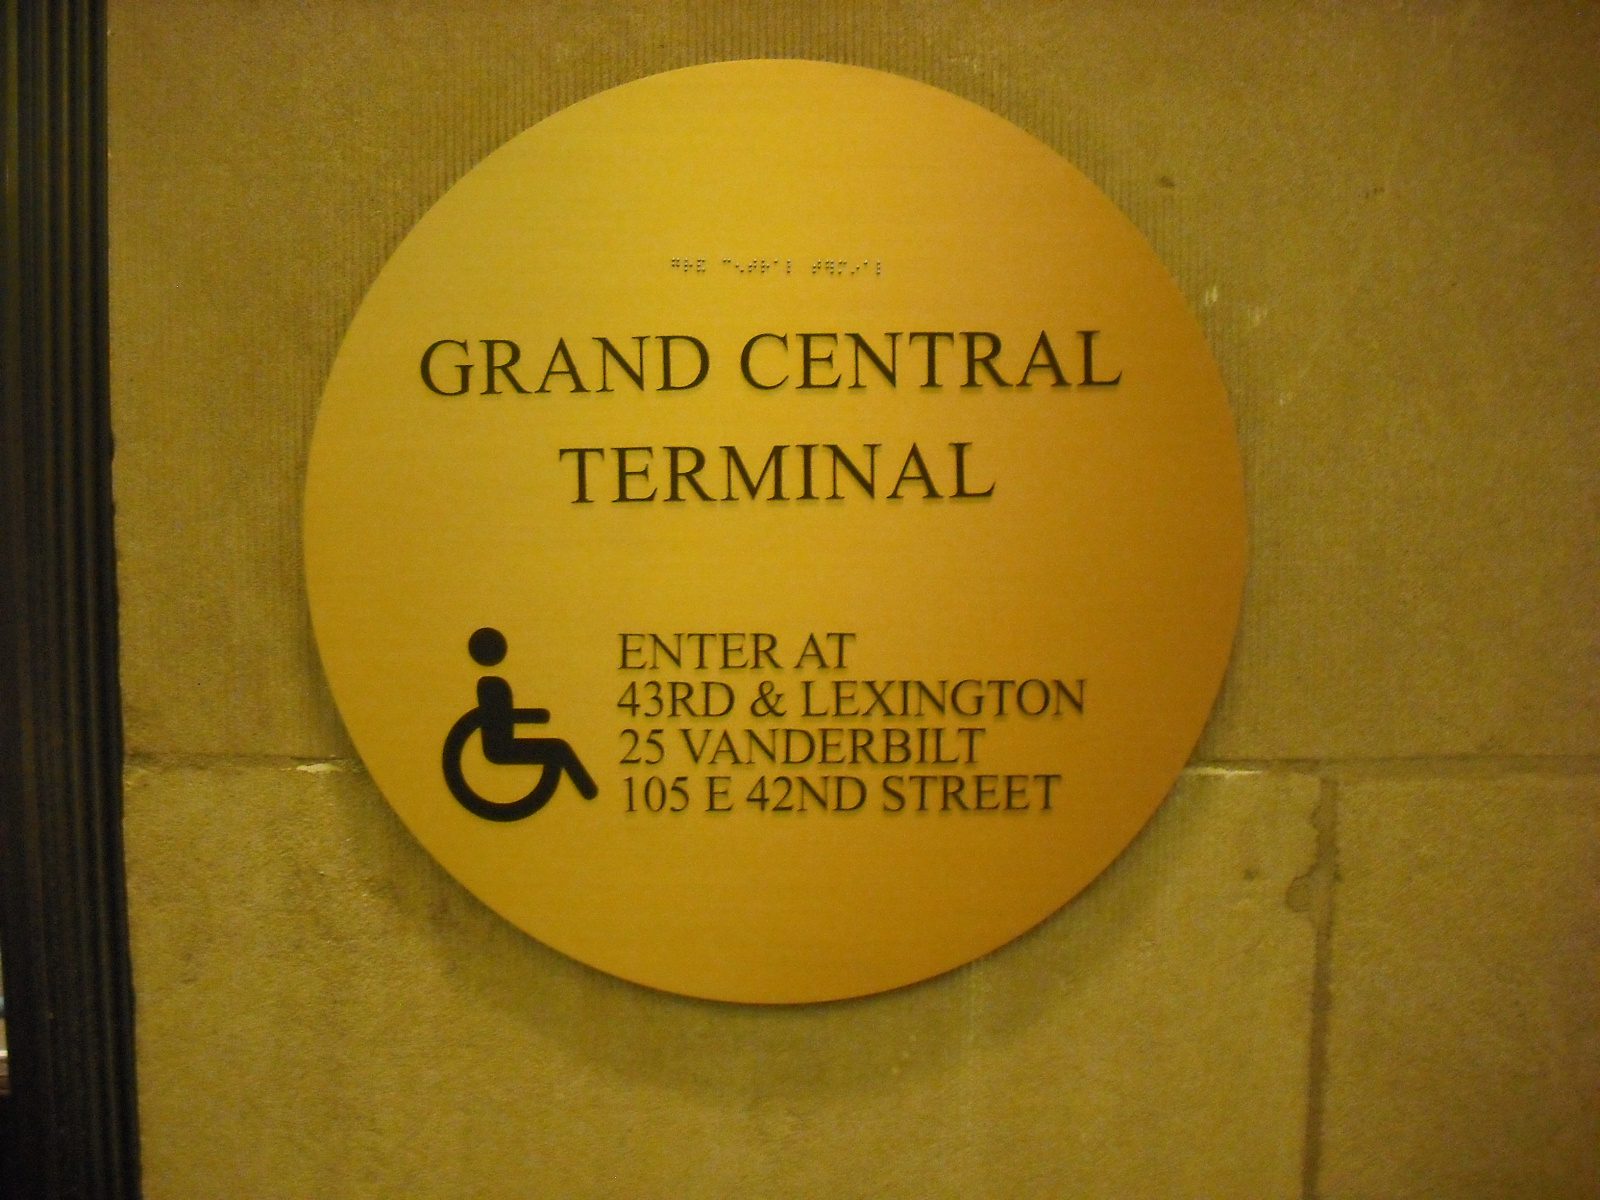 GRAND CENTRAL
TERMINAL
ENTER AT
43RD & LEXINGTON
25 VANDERBILT
105 E 42ND STREET